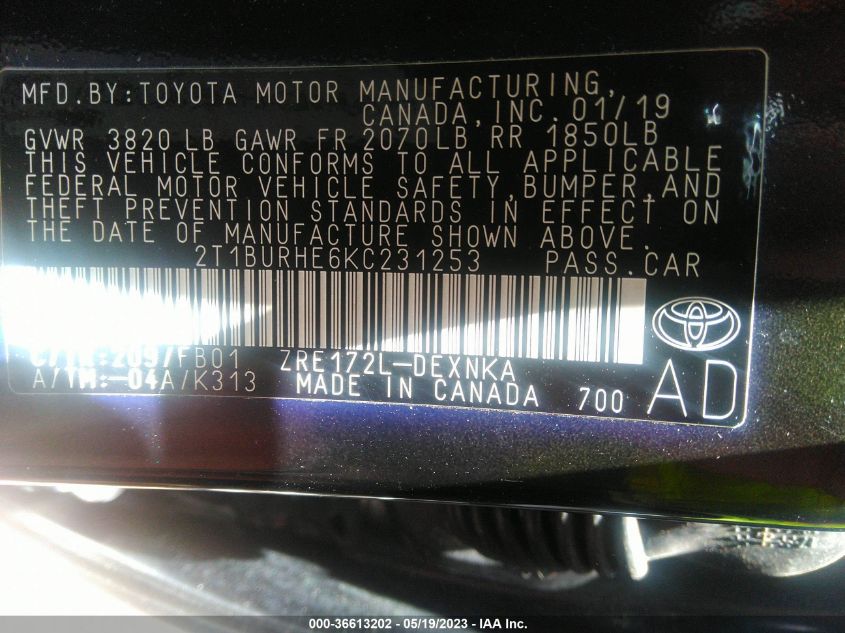 MFD.BY:TOYOTA MOTOR MANUFACTURING,
CANADA,INC.01/19
GVWR 3820 LB GAWR FR 2070LB RR 1850LB
THIS VEHICLE CONFORMS TO ALL APPLICABLE
FEDERAL MOTOR VEHICLE SAFETY,BUMPER,AND
THEFT PREVENTION STANDARDS IN EFFECT ON
THE DATE OF MANUFACTURE SHOWN ABOVE.
2T1BURHE6KC231253 PASS.CAR
ZRE172L-DEXNKA
A/TM:-04A/K313 MADE IN CANADA 700 AD
000-36613202 - 05/19/2023 - IAA Inc.